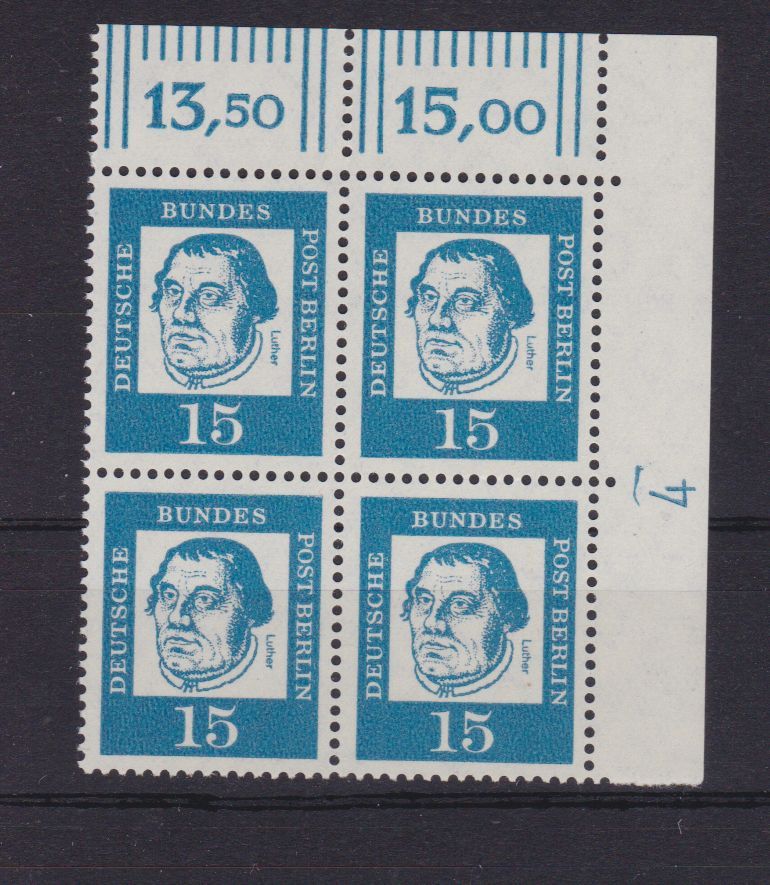 13,50 15,00
BUNDES
DEUTSCHE
POST BERLIN
Luther
15
BUNDES
DEUTSCHE
POST BERLIN
Luther
15
BUNDES
DEUTSCHE
POST BERLIN
Luther
15
BUNDES
DEUTSCHE
POST BERLIN
Luther
15
4